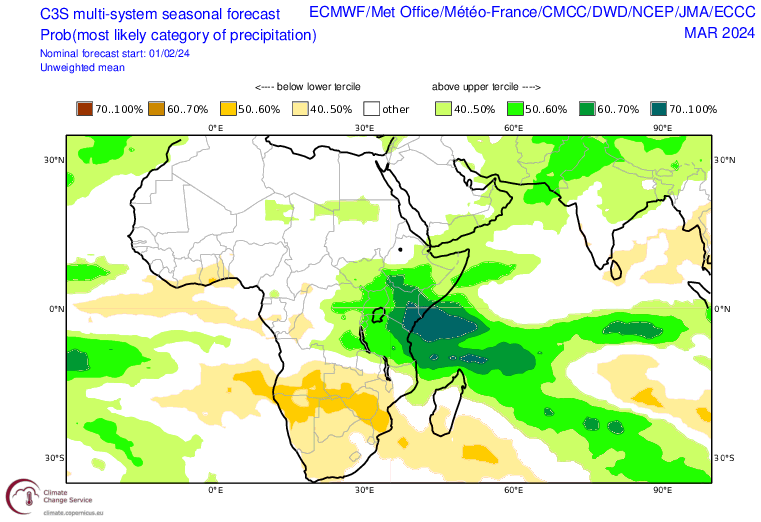 C3S multi-system seasonal forecast ECMWF/Met Office/Météo-France/CMCC/DWD/NCEP/JMA/ECCC
Prob(most likely category of precipitation) MAR 2024
Nominal forecast start: 01/02/24
Unweighted mean
<---- below lower tercile above upper tercile ---->
70..100% 60..70% 50..60% 40..50% other 40..50% 50..60% 60..70% 70..100%
0°E 30°E 60°E 90°E
30°N 30°N
0°N 0°N
30°S 30°S
0°E 30°E 60°E 90°E
Climate
Change Service
climate.copernicus.eu